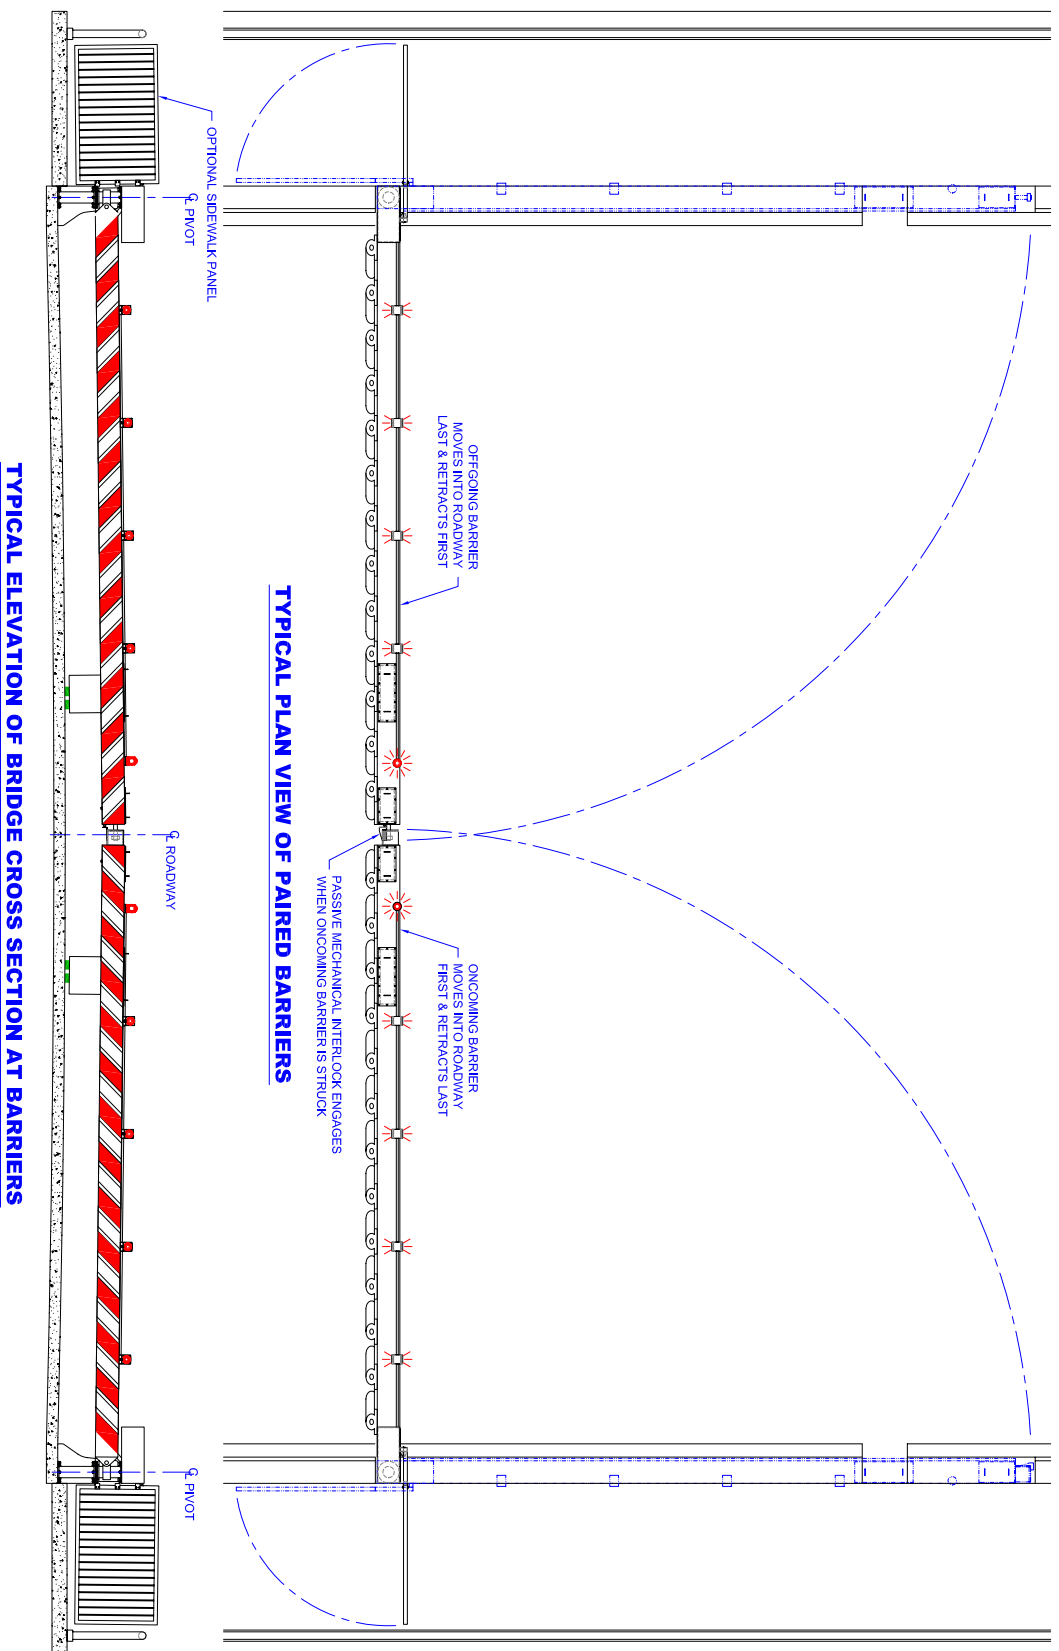 OFFGOING BARRIER
MOVES INTO ROADWAY
LAST & RETRACTS FIRST
ONCOMING BARRIER
MOVES INTO ROADWAY
FIRST & RETRACTS LAST
PASSIVE MECHANICAL INTERLOCK ENGAGES
WHEN ONCOMING BARRIER IS STRUCK
TYPICAL PLAN VIEW OF PAIRED BARRIERS
OPTIONAL SIDEWALK PANEL
℄ PIVOT
℄ ROADWAY
℄ PIVOT
TYPICAL ELEVATION OF BRIDGE CROSS SECTION AT BARRIERS